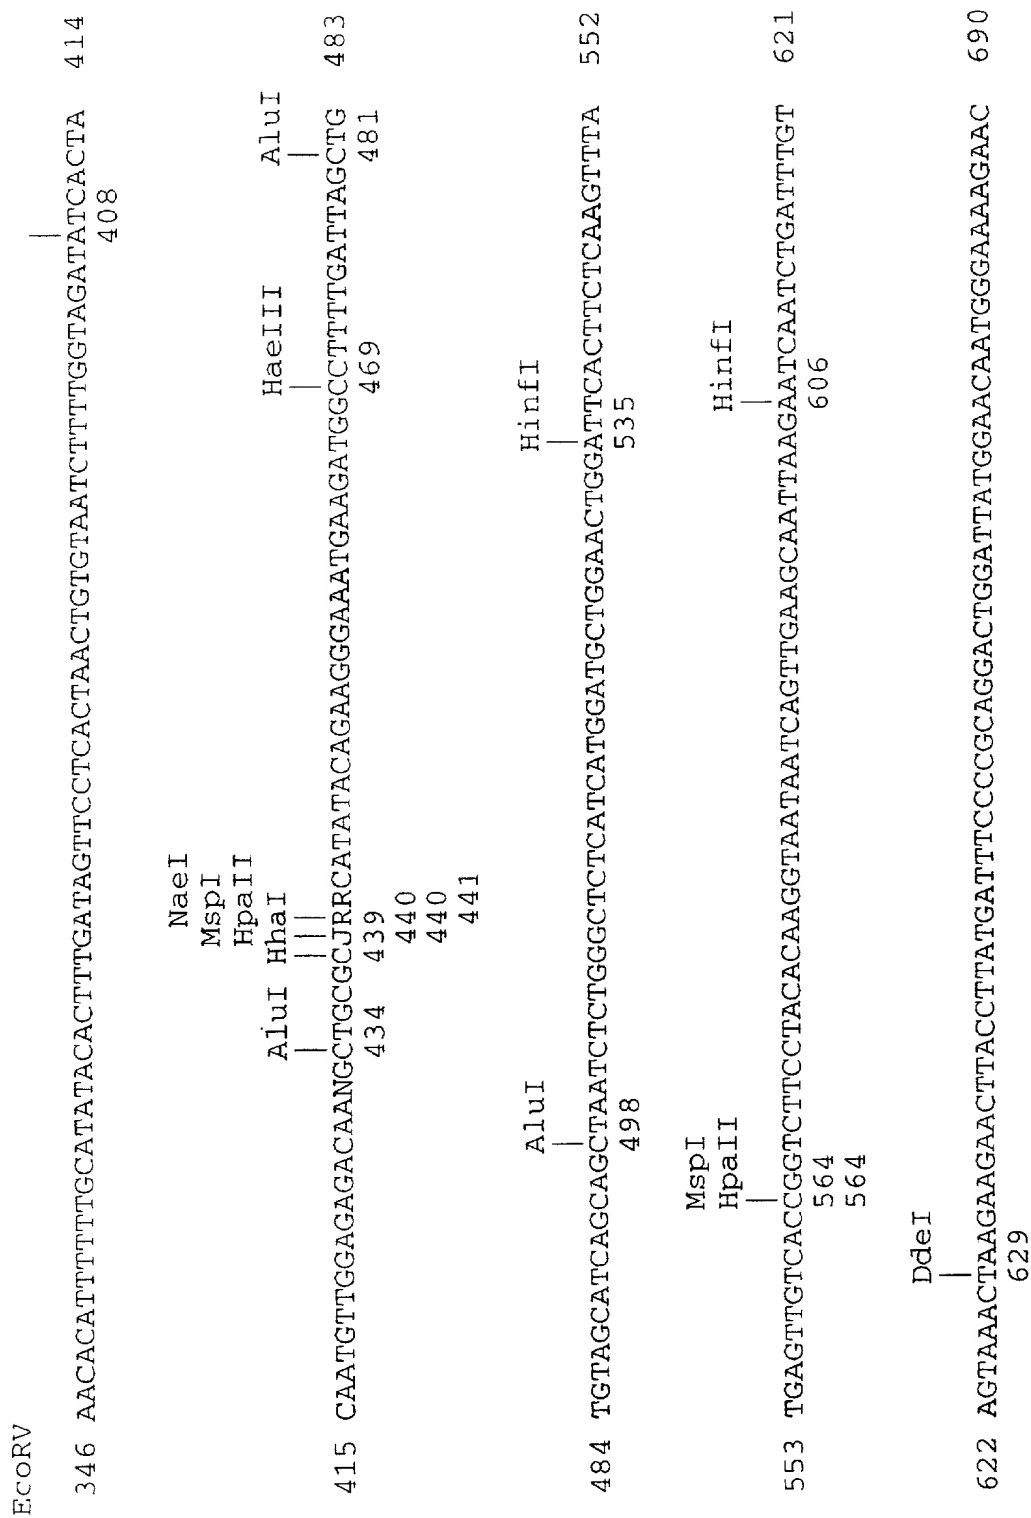 EcoRV
346 AACACATTTTTGCATATACACTTTGATAGTTCCTCACTAACTGTGTAATCTTTTGGTAGATATCACTA 414
408
NaeI
MspI
HpaII
AluI HhaI HaeIII AluI
415 CAATGTTGGAGAGACAANGCTGCGCJRRCATATACAGAAGGGAAATGAAGATGGCCTTTTGATTAGCTG 483
434 439 469 481
440
440
441
AluI HinfI
484 TGTAGCATCAGCAGCTAATCTCTGGGCTCTCATCATGGATGCTGGAACTGGATTCACTTCTCAAGTTTA 552
498 535
MspI
HpaII HinfI
553 TGAGTTGTCACCGGTCTTCCTACACAAGGTAATAATCAGTTGAAGCAATTAAGAATCAATCTGATTTGT 621
564 606
564
DdeI
622 AGTAAACTAAGAAGAACTTACCTTATGATTTCCCCGCAGGACTGGATTATGGAACAATGGGAAAAGAAC 690
629